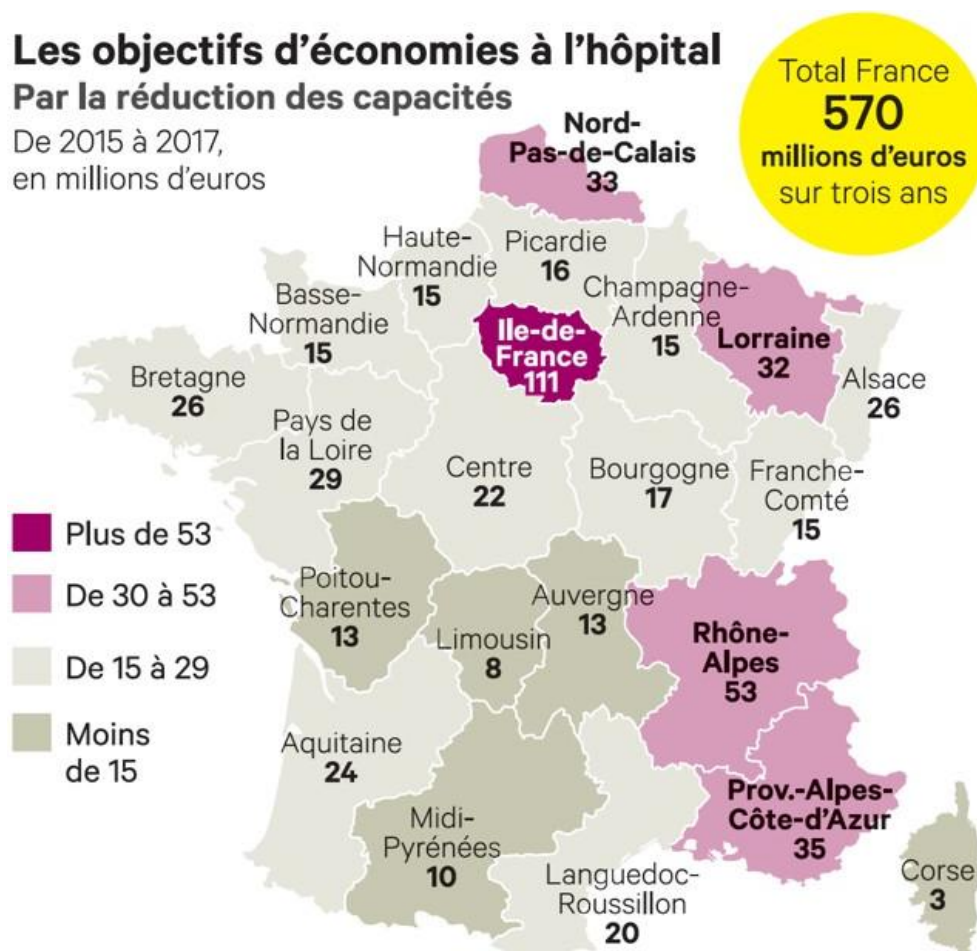 Les objectifs d'économies à l'hôpital
Par la réduction des capacités
De 2015 à 2017,
en millions d'euros
Total France
570
millions d'euros
sur trois ans
Nord-
Pas-de-Calais
33
Haute-
Normandie
15
Picardie
16
Basse-
Normandie
15
Champagne-
Ardenne
15
Ile-de-
France
111
Lorraine
32
Alsace
26
Bretagne
26
Pays de
la Loire
29
Centre
22
Bourgogne
17
Franche-
Comté
15
Plus de 53
De 30 à 53
De 15 à 29
Moins
de 15
Poitou-
Charentes
13
Limousin
8
Auvergne
13
Rhône-
Alpes
53
Aquitaine
24
Midi-
Pyrénées
10
Languedoc-
Roussillon
20
Prov.-Alpes-
Côte-d'Azur
35
Corse
3